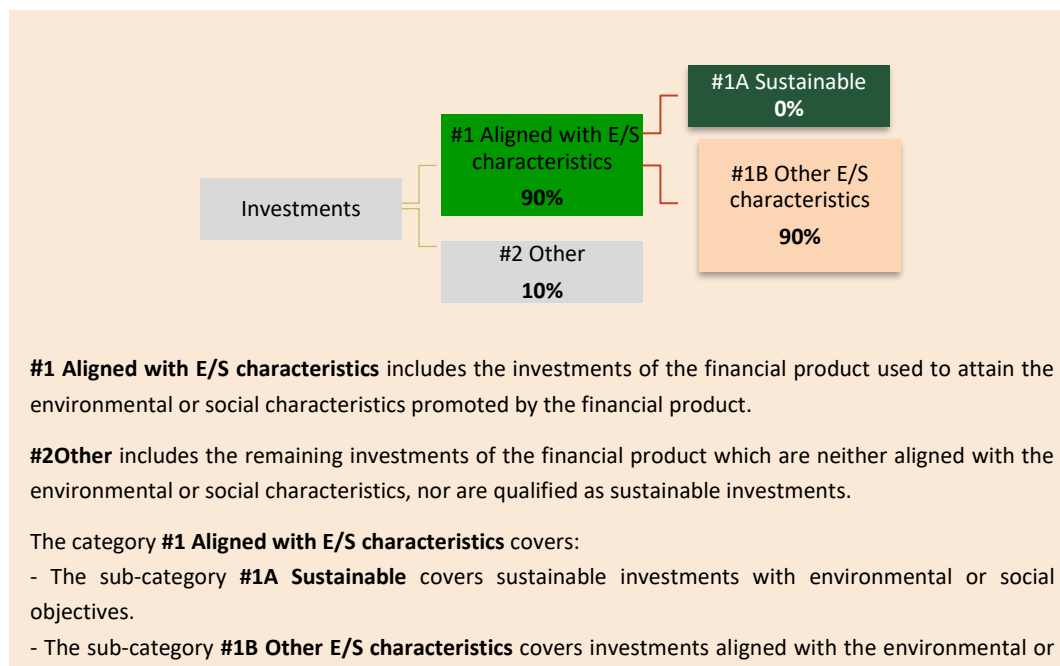 #1A Sustainable
0%
#1 Aligned with E/S
characteristics
90%
#1B Other E/S
characteristics
90%
Investments
#2 Other
10%
#1 Aligned with E/S characteristics includes the investments of the financial product used to attain the
environmental or social characteristics promoted by the financial product.
#2Other includes the remaining investments of the financial product which are neither aligned with the
environmental or social characteristics, nor are qualified as sustainable investments.
The category #1 Aligned with E/S characteristics covers:
- The sub-category #1A Sustainable covers sustainable investments with environmental or social
objectives.
- The sub-category #1B Other E/S characteristics covers investments aligned with the environmental or